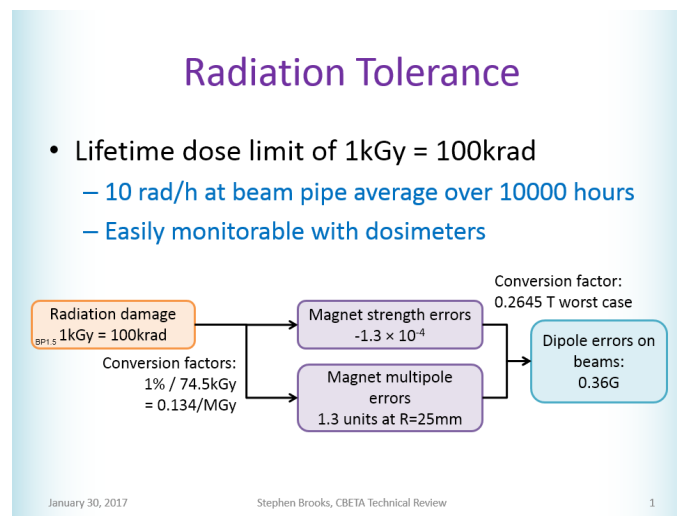 Radiation Tolerance
• Lifetime dose limit of 1kGy = 100krad
– 10 rad/h at beam pipe average over 10000 hours
– Easily monitorable with dosimeters
Conversion factor:
0.2645 T worst case
Radiation damage
BP1.5 1kGy = 100krad
Conversion factors:
1% / 74.5kGy
= 0.134/MGy
Magnet strength errors
-1.3 × 10⁻⁴
Magnet multipole
errors
1.3 units at R=25mm
Dipole errors on
beams:
0.36G
January 30, 2017
Stephen Brooks, CBETA Technical Review
1